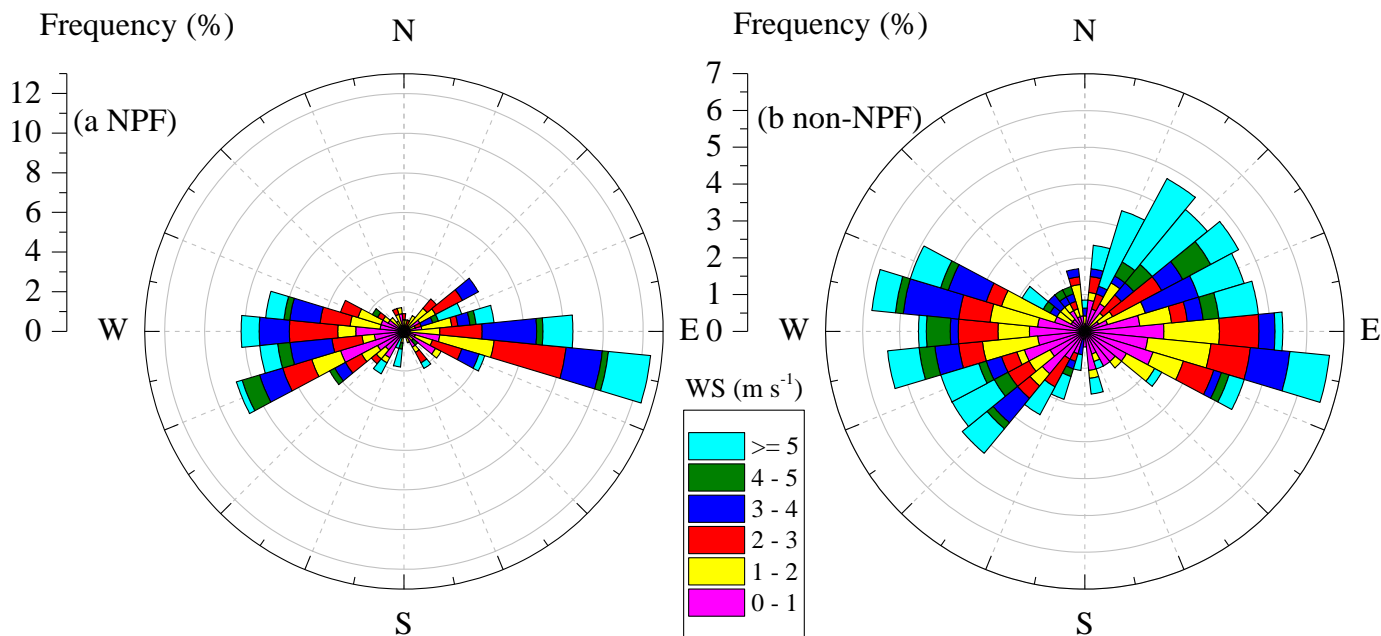 Frequency (%)
N
12
10
8
6
4
2
0
(a NPF)
W
E
S
Frequency (%)
N
7
6
5
4
3
2
1
0
(b non-NPF)
W
E
S
WS (m s⁻¹)
>= 5
4 - 5
3 - 4
2 - 3
1 - 2
0 - 1